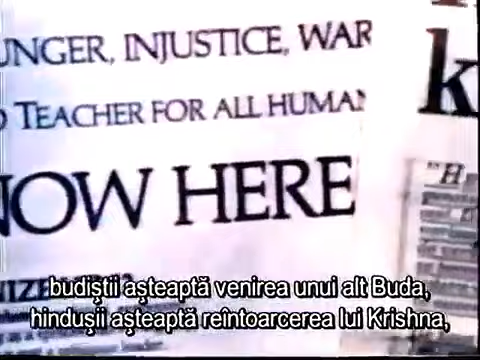 UNGER, INJUSTICE, WAR
D TEACHER FOR ALL HUMAN
NOW HERE
k
"H
budiştii aşteaptă venirea unui alt Buda,
hinduşii aşteaptă reîntoarcerea lui Krishna,